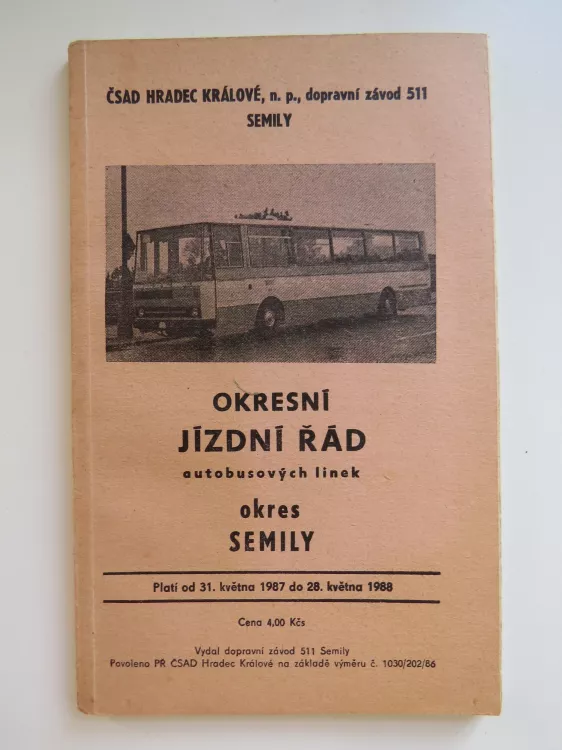 ČSAD HRADEC KRÁLOVÉ, n. p., dopravní závod 511
SEMILY
OKRESNÍ
JÍZDNÍ ŘÁD
autobusových linek
okres
SEMILY
Platí od 31. května 1987 do 28. května 1988
Cena 4,00 Kčs
Vydal dopravní závod 511 Semily
Povoleno PŘ ČSAD Hradec Králové na základě výměru č. 1030/202/86